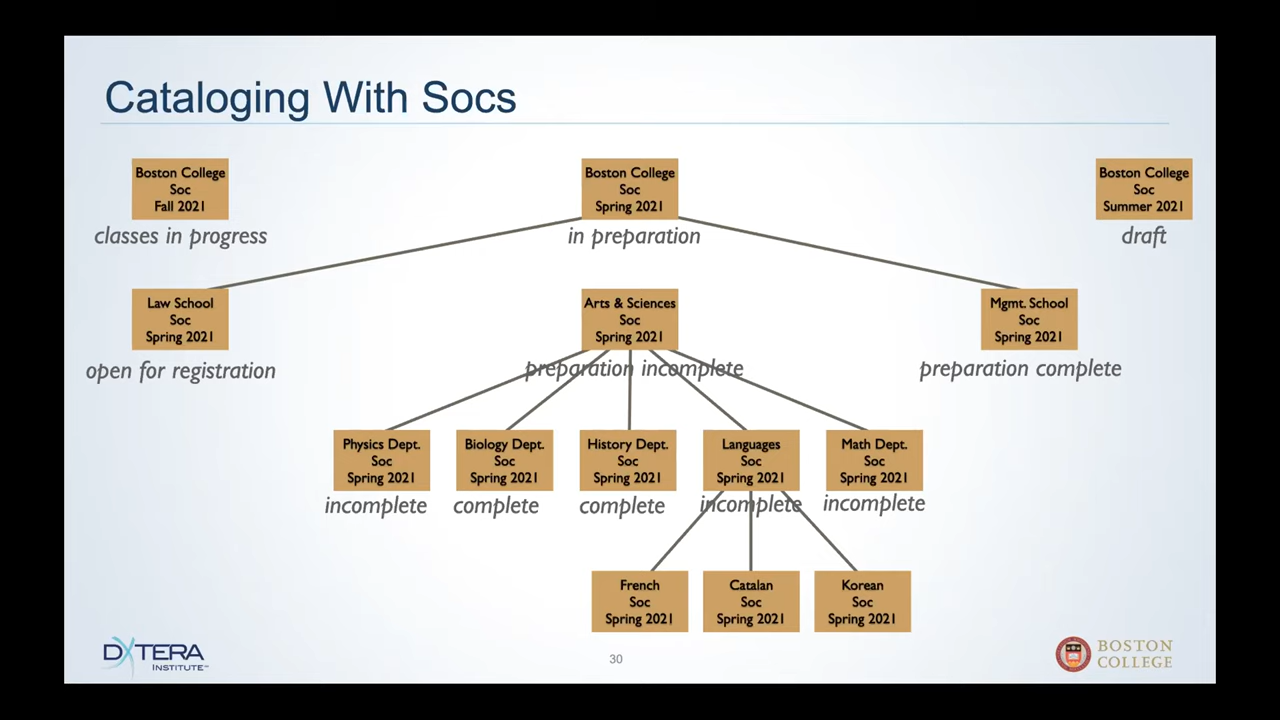 Cataloging With Socs
Boston College
Soc
Fall 2021
classes in progress
Boston College
Soc
Spring 2021
in preparation
Boston College
Soc
Summer 2021
draft
Law School
Soc
Spring 2021
open for registration
Arts & Sciences
Soc
Spring 2021
preparation incomplete
Mgmt. School
Soc
Spring 2021
preparation complete
Physics Dept.
Soc
Spring 2021
incomplete
Biology Dept.
Soc
Spring 2021
complete
History Dept.
Soc
Spring 2021
complete
Languages
Soc
Spring 2021
incomplete
Math Dept.
Soc
Spring 2021
incomplete
French
Soc
Spring 2021
Catalan
Soc
Spring 2021
Korean
Soc
Spring 2021
DXTERA
INSTITUTE
30
BOSTON
COLLEGE